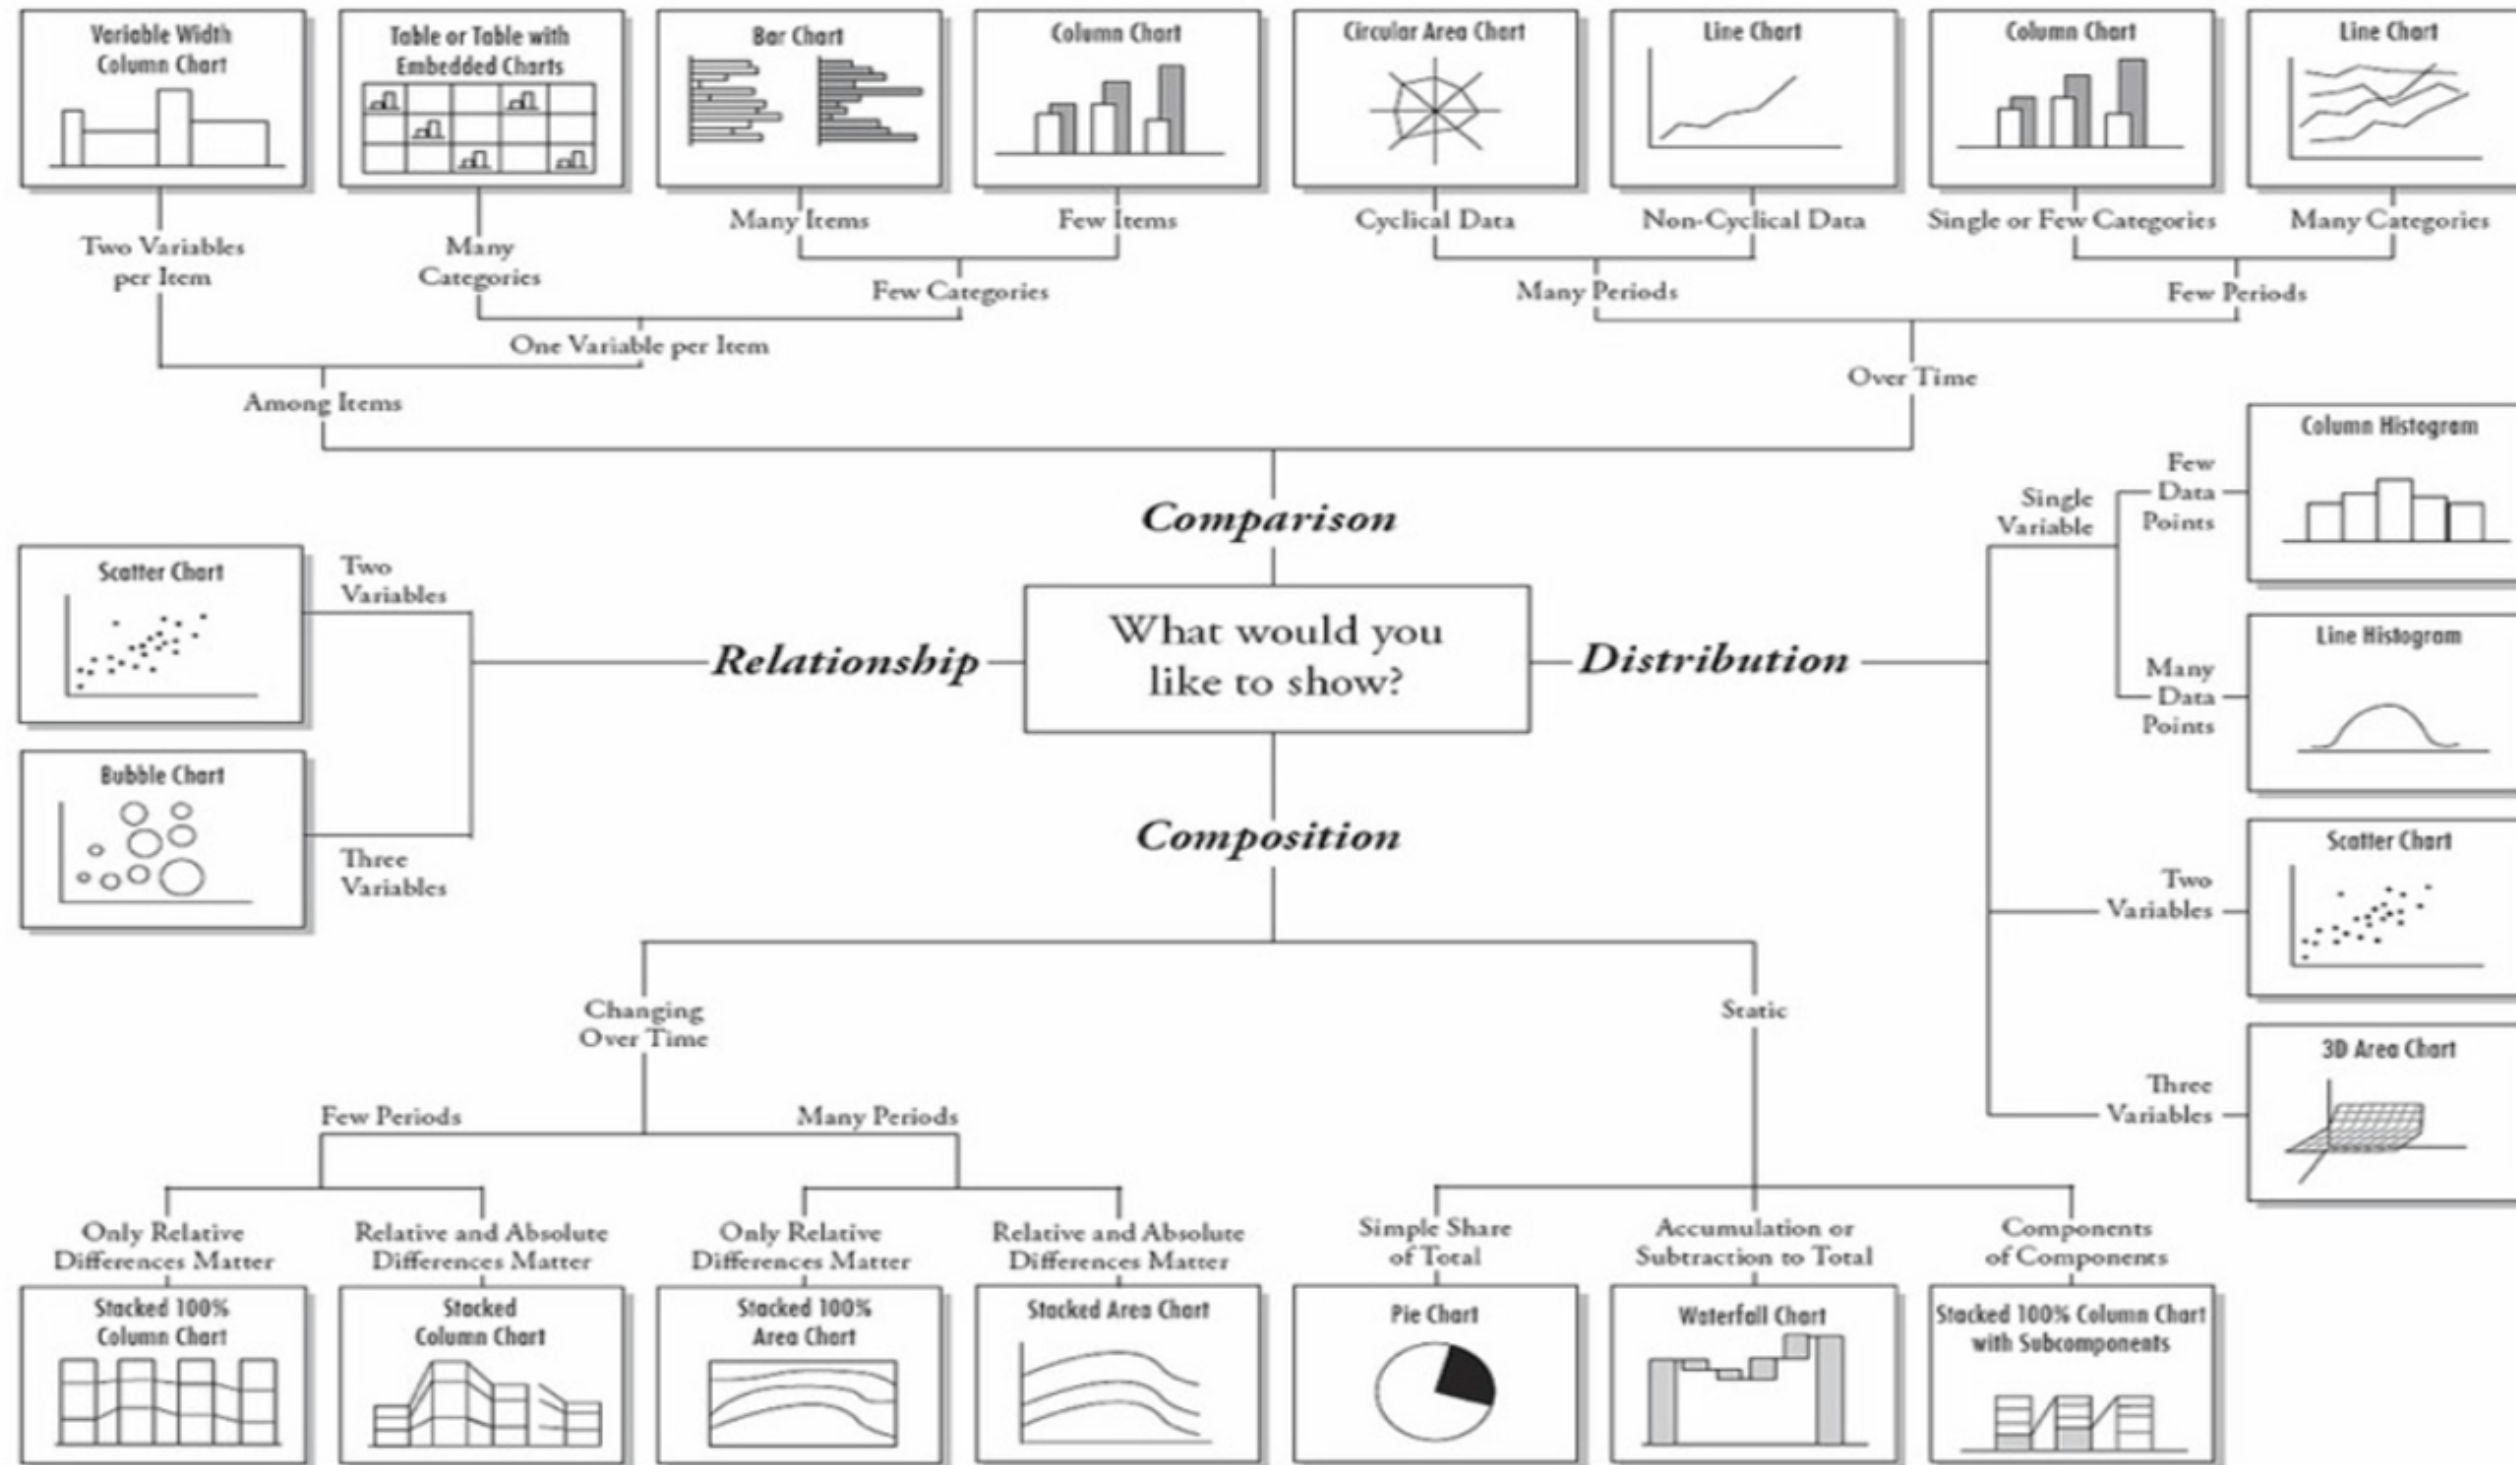 Variable Width
Column Chart
Table or Table with
Embedded Charts
Bar Chart
Column Chart
Circular Area Chart
Line Chart
Column Chart
Line Chart
Two Variables
per Item
Many
Categories
Many Items
Few Items
Cyclical Data
Non-Cyclical Data
Single or Few Categories
Many Categories
Few Categories
Many Periods
Few Periods
One Variable per Item
Over Time
Among Items
Comparison
What would you
like to show?
Relationship
Two
Variables
Scatter Chart
Bubble Chart
Three
Variables
Distribution
Single
Variable
Few
Data
Points
Column Histogram
Many
Data
Points
Line Histogram
Two
Variables
Scatter Chart
Three
Variables
3D Area Chart
Composition
Changing
Over Time
Static
Few Periods
Many Periods
Only Relative
Differences Matter
Relative and Absolute
Differences Matter
Only Relative
Differences Matter
Relative and Absolute
Differences Matter
Simple Share
of Total
Accumulation or
Subtraction to Total
Components
of Components
Stacked 100%
Column Chart
Stacked
Column Chart
Stacked 100%
Area Chart
Stacked Area Chart
Pie Chart
Waterfall Chart
Stacked 100% Column Chart
with Subcomponents